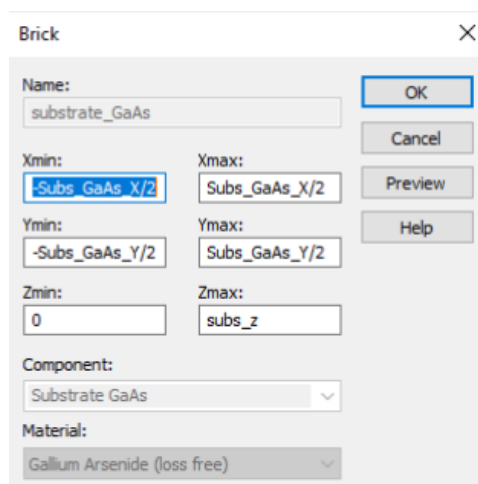 Brick
Name:
substrate_GaAs
OK
Cancel
Xmin:
Xmax:
-Subs_GaAs_X/2
Subs_GaAs_X/2
Preview
Ymin:
Ymax:
Help
-Subs_GaAs_Y/2
Subs_GaAs_Y/2
Zmin:
Zmax:
0
subs_z
Component:
Substrate GaAs
Material:
Gallium Arsenide (loss free)